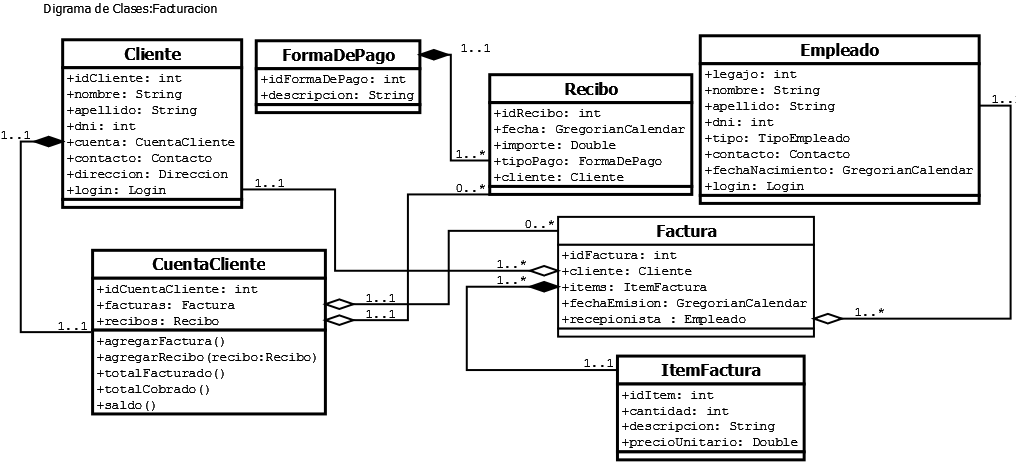 Digrama de Clases:Facturacion
Cliente
+idCliente: int
+nombre: String
+apellido: String
+dni: int
+cuenta: CuentaCliente
+contacto: Contacto
+direccion: Direccion
+login: Login
FormaDePago
+idFormaDePago: int
+descripcion: String
1..1
Recibo
+idRecibo: int
+fecha: GregorianCalendar
+importe: Double
+tipoPago: FormaDePago
+cliente: Cliente
1..*
0..*
Empleado
+legajo: int
+nombre: String
+apellido: String
+dni: int
+tipo: TipoEmpleado
+contacto: Contacto
+fechaNacimiento: GregorianCalendar
+login: Login
1..1
1..1
1..1
0..*
Factura
+idFactura: int
+cliente: Cliente
+items: ItemFactura
+fechaEmision: GregorianCalendar
+recepionista : Empleado
1..*
1..*
1..*
CuentaCliente
+idCuentaCliente: int
+facturas: Factura
+recibos: Recibo
+agregarFactura()
+agregarRecibo(recibo:Recibo)
+totalFacturado()
+totalCobrado()
+saldo()
1..1
1..1
1..1
1..1
ItemFactura
+idItem: int
+cantidad: int
+descripcion: String
+precioUnitario: Double